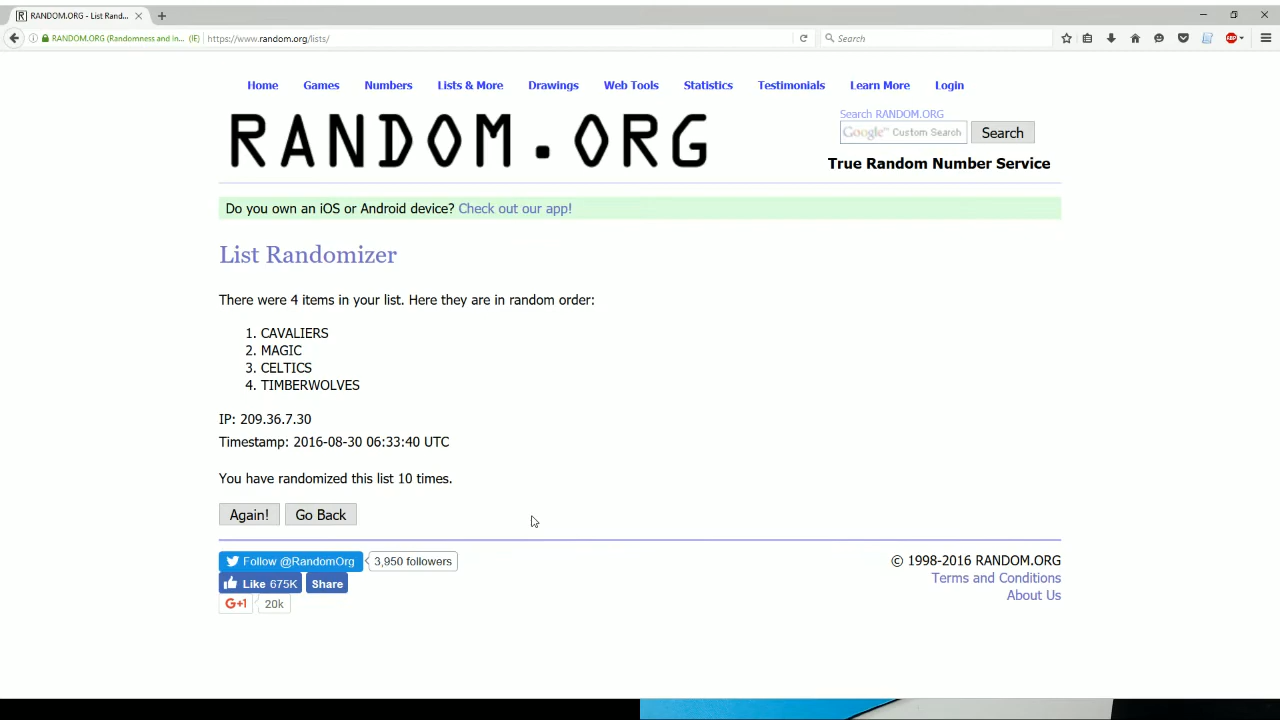 RANDOM.ORG - List Rand...
RANDOM.ORG (Randomness and In... (IE) https://www.random.org/lists/ Search
Home Games Numbers Lists & More Drawings Web Tools Statistics Testimonials Learn More Login
RANDOM.ORG
Search RANDOM.ORG
Google™ Custom Search Search
True Random Number Service
Do you own an iOS or Android device? Check out our app!
List Randomizer
There were 4 items in your list. Here they are in random order:
1. CAVALIERS
2. MAGIC
3. CELTICS
4. TIMBERWOLVES
IP: 209.36.7.30
Timestamp: 2016-08-30 06:33:40 UTC
You have randomized this list 10 times.
Again! Go Back
Follow @RandomOrg 3,950 followers
Like 675K Share
G+1 20k
© 1998-2016 RANDOM.ORG
Terms and Conditions
About Us